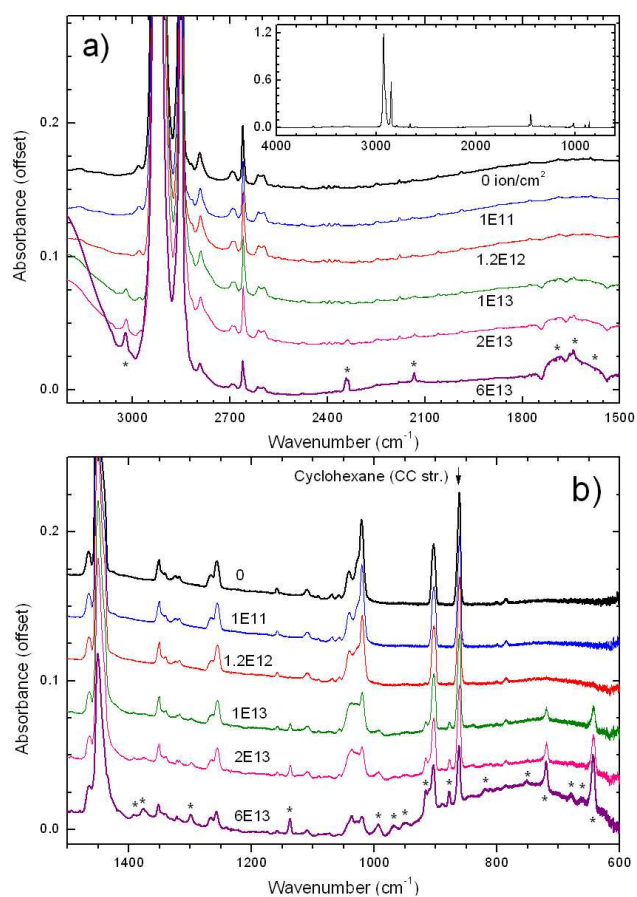 a)
1.2
0.6
0.0
4000 3000 2000 1000
0.2
0.1
0.0
Absorbance (offset)
0 ion/cm²
1E11
1.2E12
1E13
2E13
6E13
* * * * * *
3000 2700 2400 2100 1800 1500
Wavenumber (cm⁻¹)
Cyclohexane (CC str.)
b)
0.2
0.1
0.0
Absorbance (offset)
0
1E11
1.2E12
1E13
2E13
6E13
* * * * * * * * * * * * * * *
1400 1200 1000 800 600
Wavenumber (cm⁻¹)